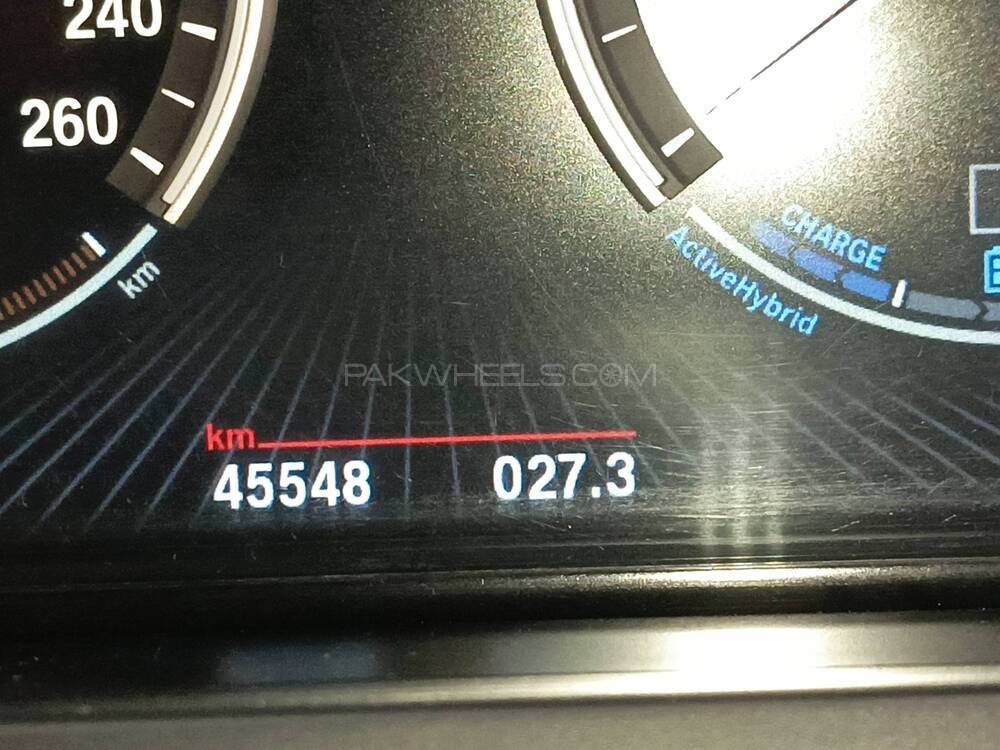 240
260
km
CHARGE
ActiveHybrid
PAKWHEELS.COM
km
45548 027.3